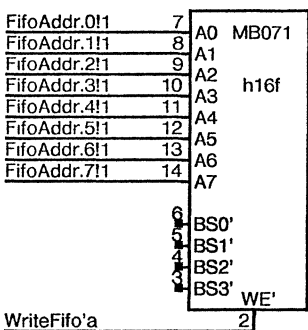 FifoAddr.0!1 7 A0 MB071
FifoAddr.1!1 8 A1
FifoAddr.2!1 9 A2
FifoAddr.3!1 10 A3 h16f
FifoAddr.4!1 11 A4
FifoAddr.5!1 12 A5
FifoAddr.6!1 13 A6
FifoAddr.7!1 14 A7
6 BS0'
5 BS1'
4 BS2'
3 BS3'
WE'
WriteFifo'a 2